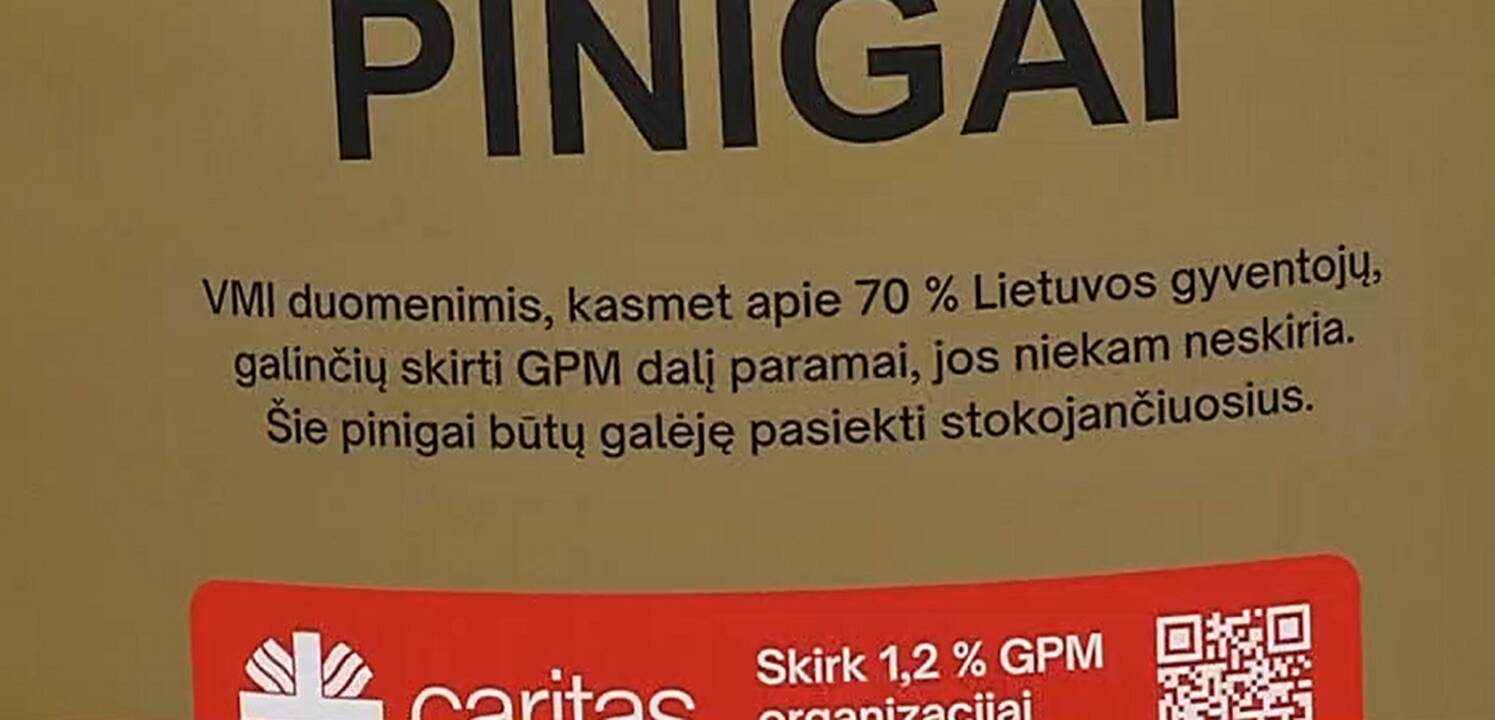 PINIGAI
VMI duomenimis, kasmet apie 70 % Lietuvos gyventojų,
galinčių skirti GPM dalį paramai, jos niekam neskiria.
Šie pinigai būtų galėję pasiekti stokojančiuosius.
caritas
Skirk 1,2 % GPM
organizacijai